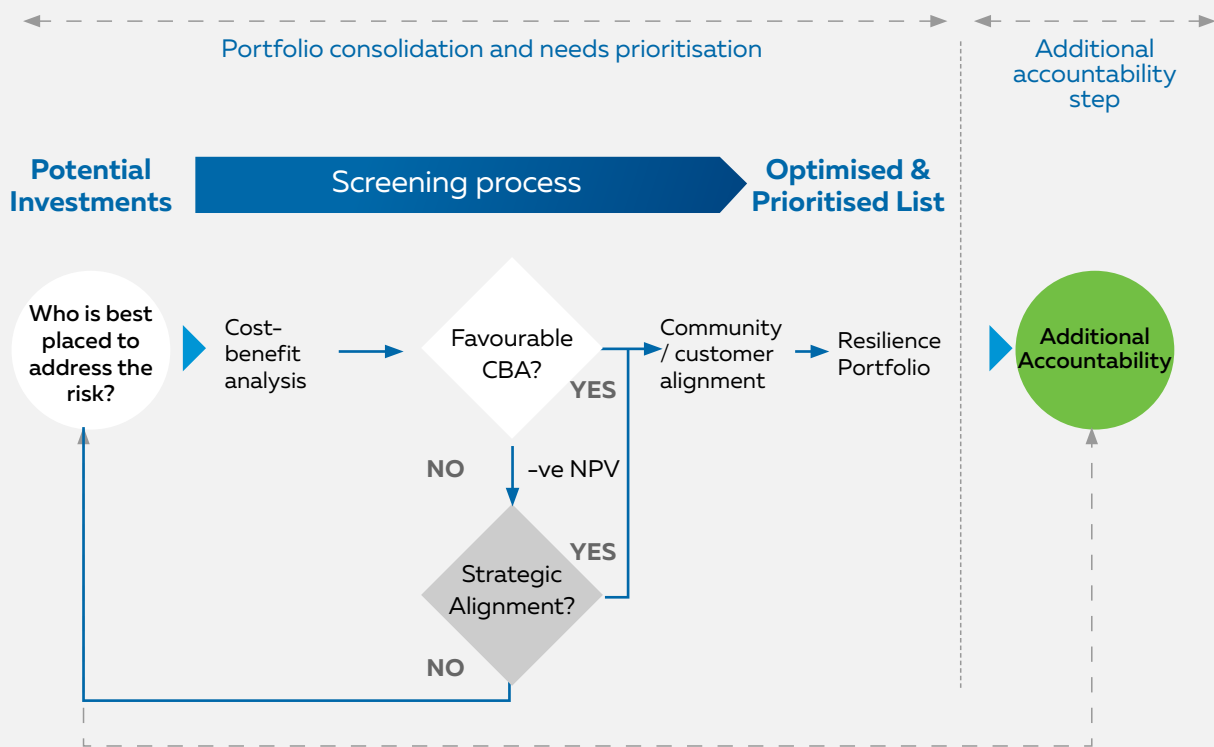 Portfolio consolidation and needs prioritisation
Additional
accountability
step
Potential
Investments
Screening process
Optimised &
Prioritised List
Who is best
placed to
address the
risk?
Cost-
benefit
analysis
Favourable
CBA?
YES
Community
/ customer
alignment
Resilience
Portfolio
Additional
Accountability
NO
-ve NPV
YES
Strategic
Alignment?
NO